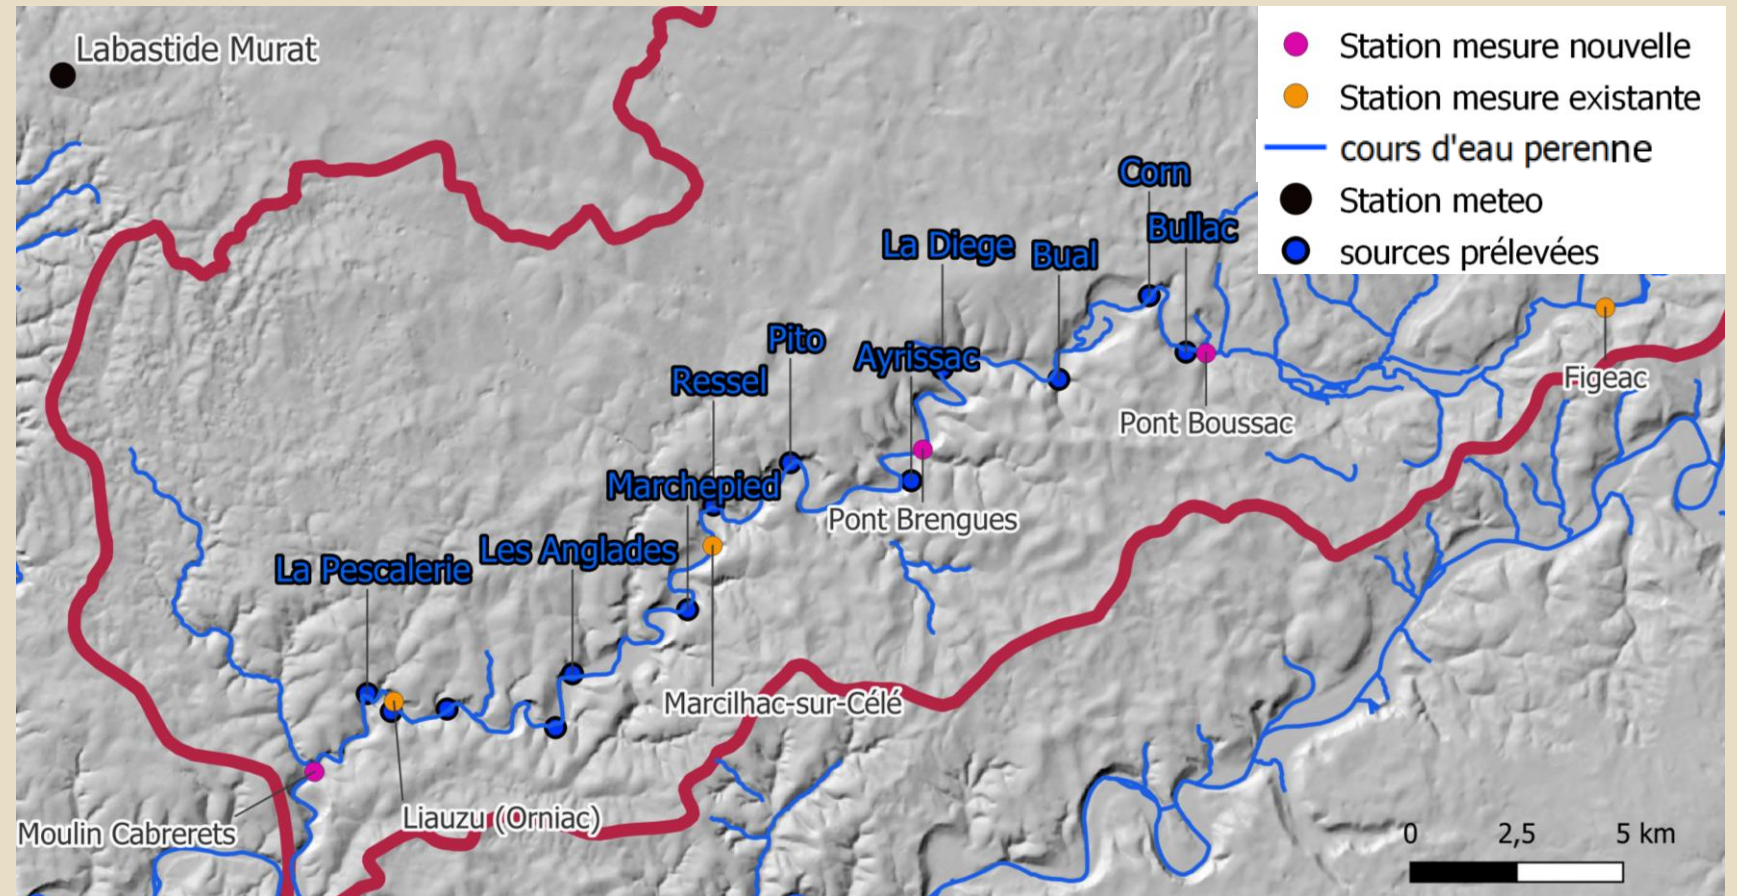 Labastide Murat
Station mesure nouvelle
Station mesure existante
cours d'eau perenne
Station meteo
sources prélevées
Corn
Bullac
La Diege
Bual
Pito
Ayrissac
Ressel
Figeac
Pont Boussac
Marchepied
Pont Brengues
Les Anglades
La Pescalerie
Marcilhac-sur-Célé
Liauzu (Orniac)
Moulin Cabrerets
0 2,5 5 km